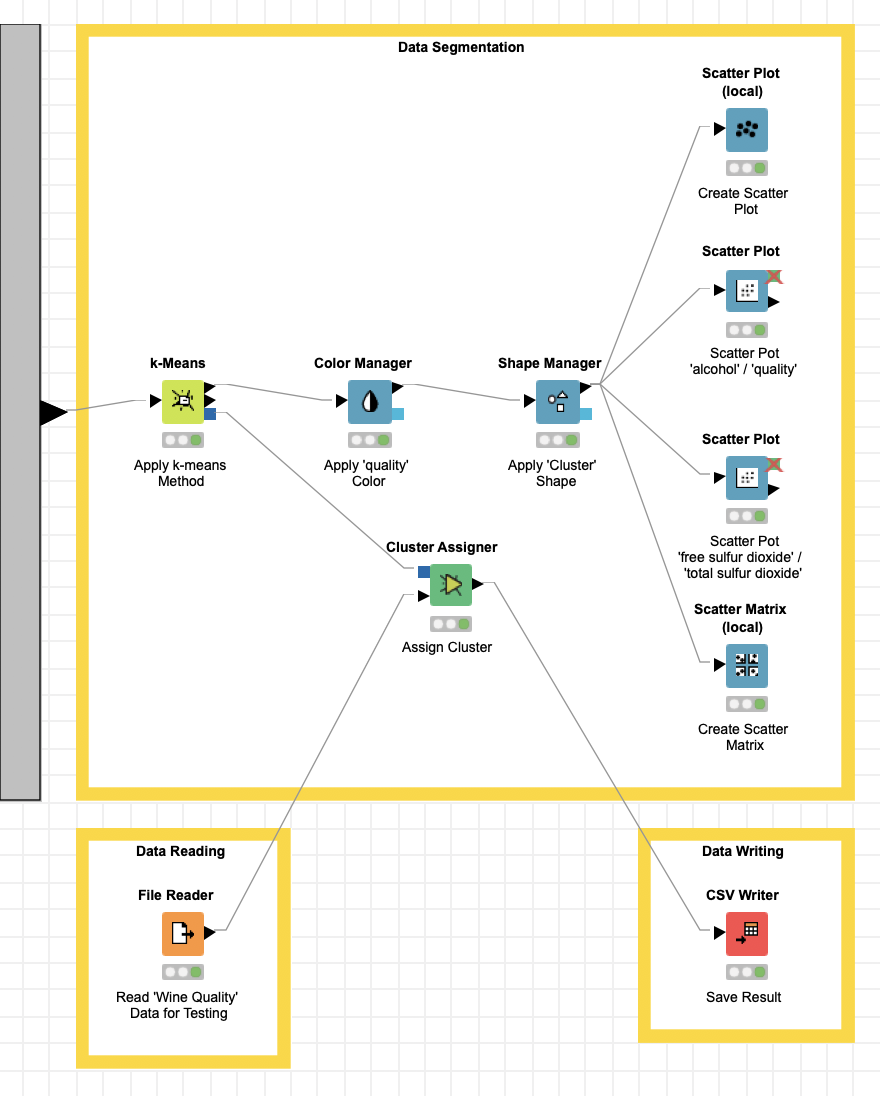 Data Segmentation
Scatter Plot
(local)
Create Scatter
Plot
Scatter Plot
Scatter Pot
'alcohol' / 'quality'
k-Means
Apply k-means
Method
Color Manager
Apply 'quality'
Color
Shape Manager
Apply 'Cluster'
Shape
Scatter Plot
Scatter Pot
'free sulfur dioxide' /
'total sulfur dioxide'
Cluster Assigner
Assign Cluster
Scatter Matrix
(local)
Create Scatter
Matrix
Data Reading
File Reader
Read 'Wine Quality'
Data for Testing
Data Writing
CSV Writer
Save Result